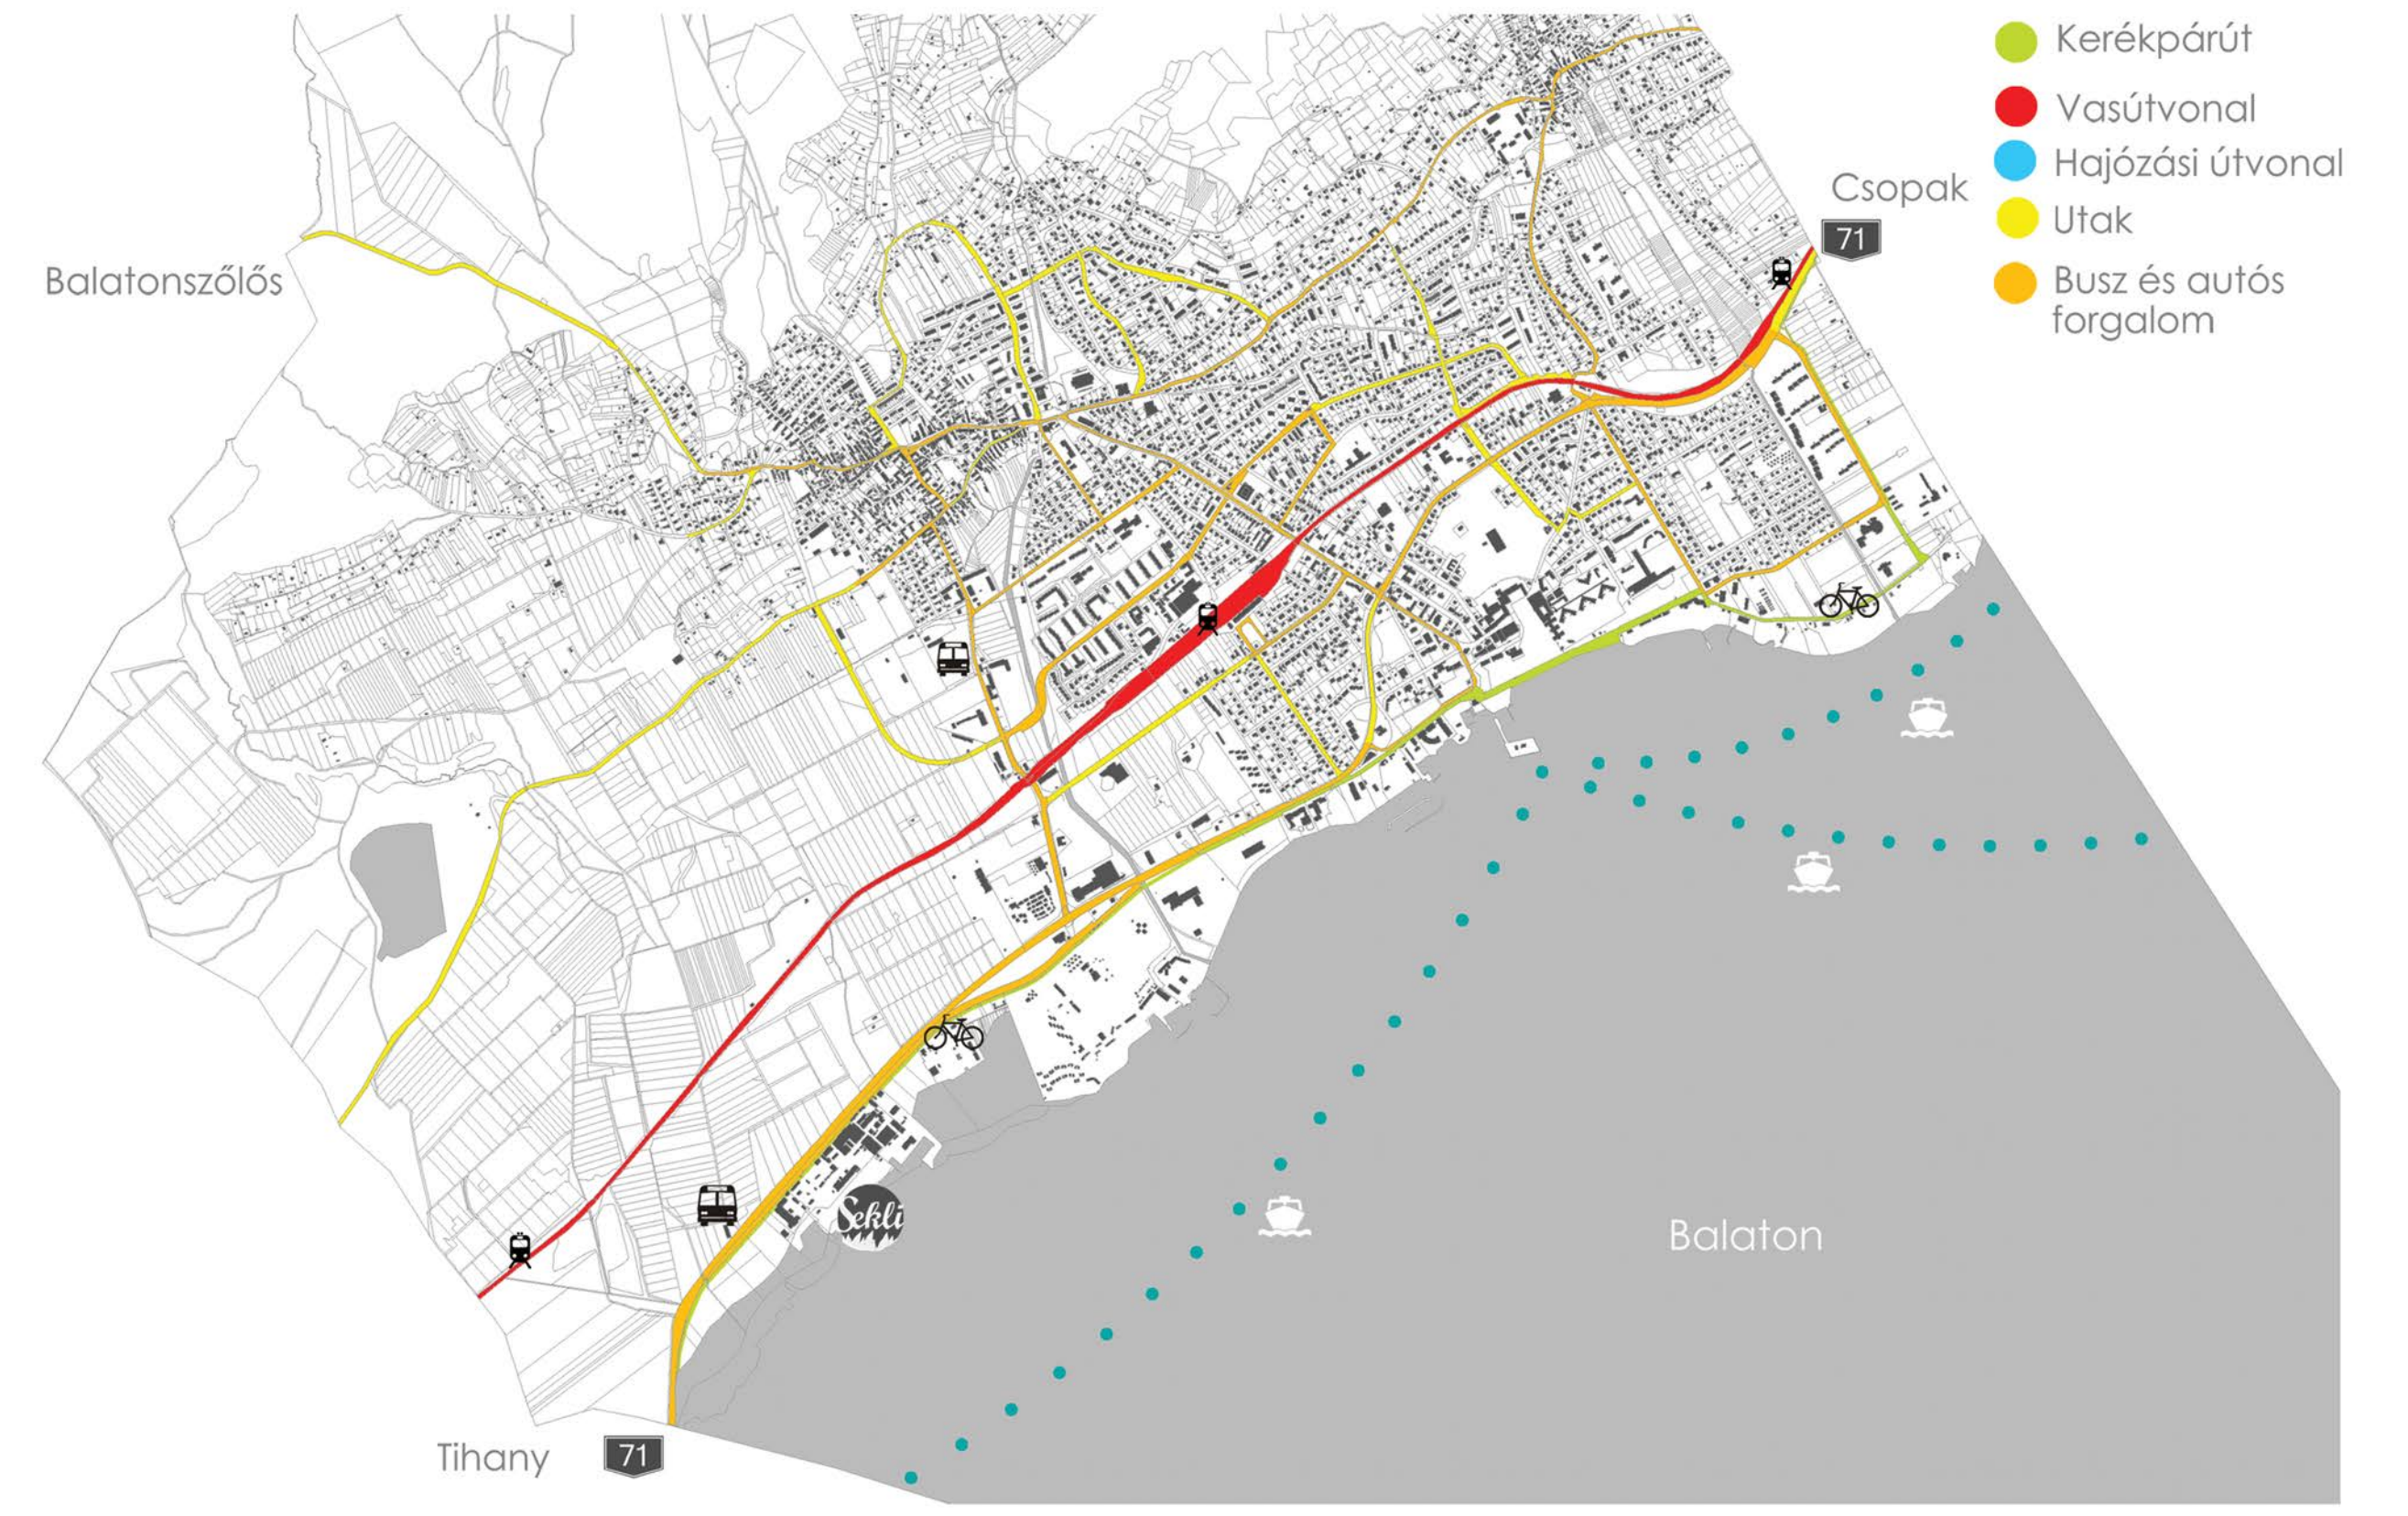 Kerékpárút
Vasútvonal
Hajózási útvonal
Csopak
Utak
71
Balatonszőlős
Busz és autós
forgalom
Sekli
Balaton
Tihany
71